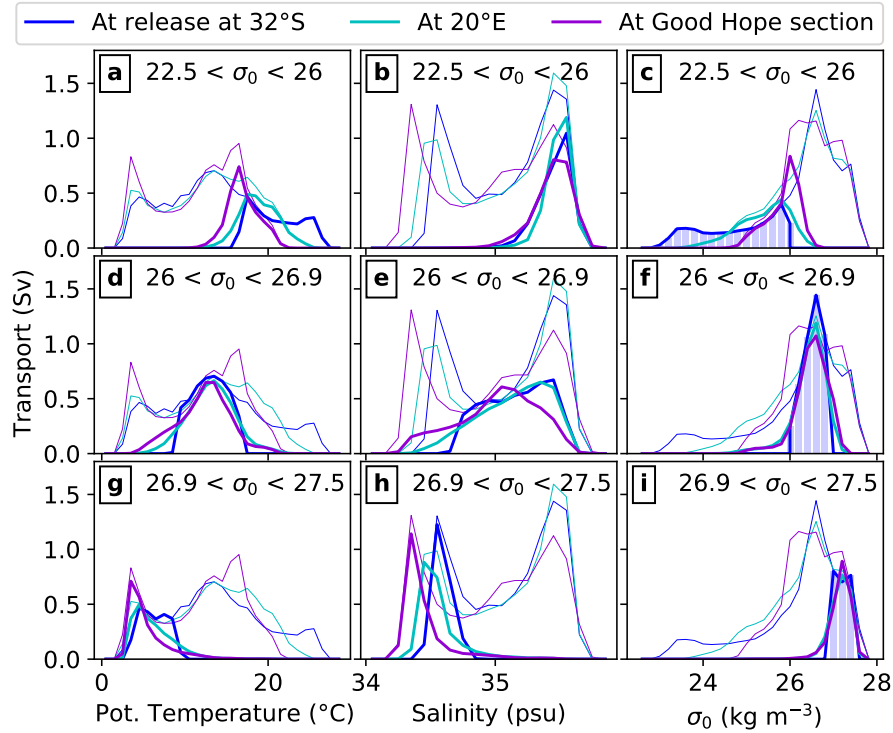 At release at 32°S At 20°E At Good Hope section
a 22.5 < σ₀ < 26 b 22.5 < σ₀ < 26 c 22.5 < σ₀ < 26
1.5
1.0
0.5
0.0
d 26 < σ₀ < 26.9 e 26 < σ₀ < 26.9 f 26 < σ₀ < 26.9
1.5
1.0
0.5
0.0
Transport (Sv)
g 26.9 < σ₀ < 27.5 h 26.9 < σ₀ < 27.5 i 26.9 < σ₀ < 27.5
1.5
1.0
0.5
0.0
0 20 34 35 24 26 28
Pot. Temperature (°C) Salinity (psu) σ₀ (kg m⁻³)